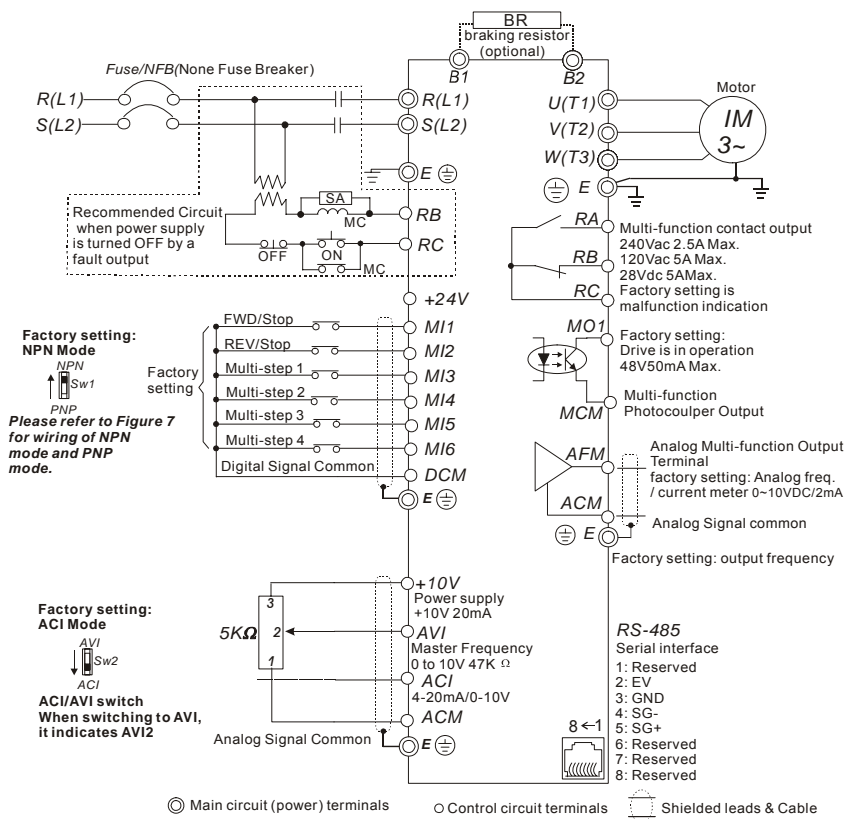 BR
braking resistor
(optional)
B1
B2
Fuse/NFB(None Fuse Breaker)
R(L1)
S(L2)
R(L1)
S(L2)
E
Recommended Circuit
when power supply
is turned OFF by a
fault output
SA
MC
OFF
ON
MC
RB
RC
U(T1)
V(T2)
W(T3)
E
Motor
IM
3~
RA
RB
RC
Multi-function contact output
240Vac 2.5A Max.
120Vac 5A Max.
28Vdc 5AMax.
Factory setting is
malfunction indication
+24V
Factory setting:
NPN Mode
NPN
Sw1
PNP
Please refer to Figure 7
for wiring of NPN
mode and PNP
mode.
Factory
setting
FWD/Stop
REV/Stop
Multi-step 1
Multi-step 2
Multi-step 3
Multi-step 4
Digital Signal Common
MI1
MI2
MI3
MI4
MI5
MI6
DCM
E
MO1
Factory setting:
Drive is in operation
48V50mA Max.
Multi-function
Photocoulper Output
MCM
AFM
Analog Multi-function Output
Terminal
factory setting: Analog freq.
/ current meter 0~10VDC/2mA
ACM
Analog Signal common
E
Factory setting: output frequency
Factory setting:
ACI Mode
AVI
Sw2
ACI
ACI/AVI switch
When switching to AVI,
it indicates AVI2
5KΩ
3
2
1
+10V
Power supply
+10V 20mA
AVI
Master Frequency
0 to 10V 47K Ω
ACI
4-20mA/0-10V
ACM
Analog Signal Common
E
RS-485
Serial interface
1: Reserved
2: EV
3: GND
4: SG-
5: SG+
6: Reserved
7: Reserved
8: Reserved
8←1
Main circuit (power) terminals
Control circuit terminals
Shielded leads & Cable